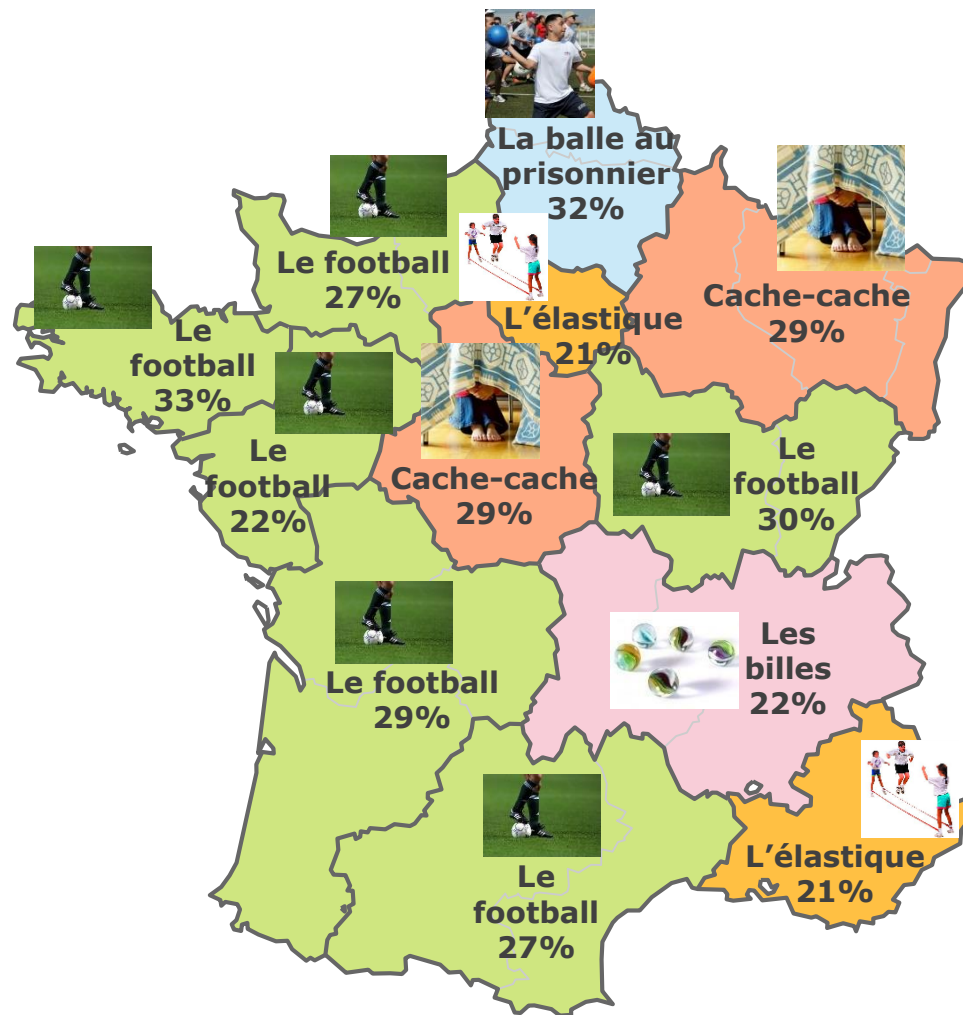 La balle au
prisonnier
32%
Le football
27%
L’élastique
21%
Cache-cache
29%
Le
football
33%
Le
football
22%
Cache-cache
29%
Le
football
30%
Le football
29%
Les
billes
22%
L’élastique
21%
Le
football
27%